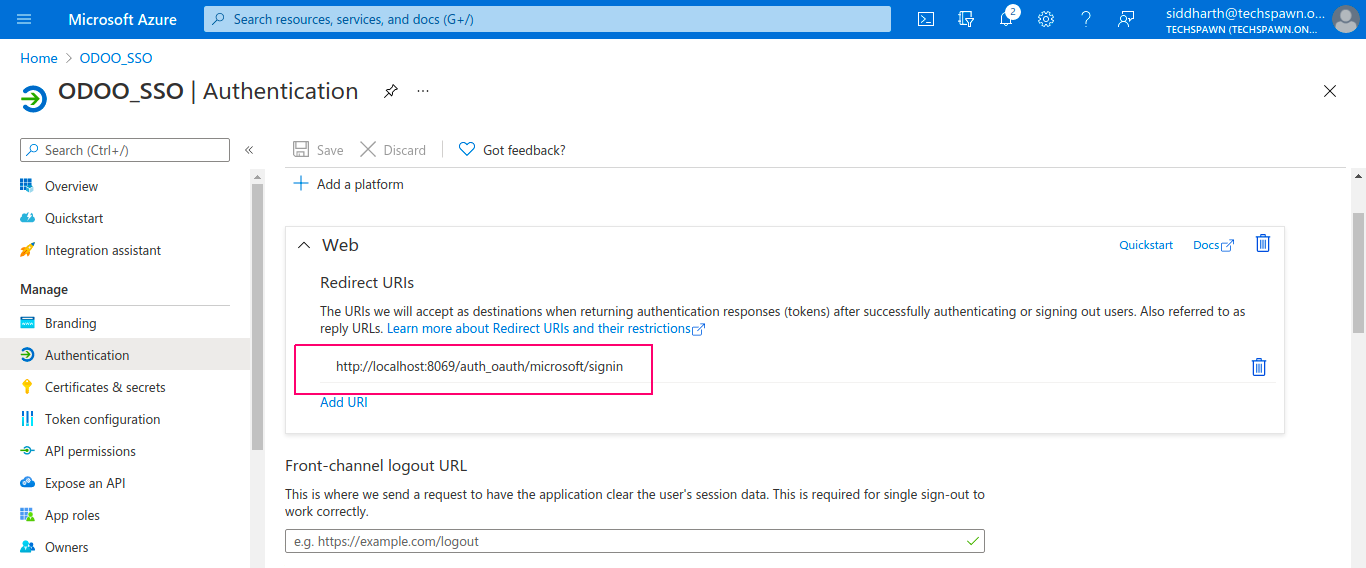 Microsoft Azure
Search resources, services, and docs (G+/)
2
siddharth@techspawn.o...
TECHSPAWN (TECHSPAWN.ON...
Home > ODOO_SSO
ODOO_SSO | Authentication
...
Search (Ctrl+/)
«
Overview
Quickstart
Integration assistant
Manage
Branding
Authentication
Certificates & secrets
Token configuration
API permissions
Expose an API
App roles
Owners
Save
Discard
Got feedback?
Add a platform
Web
Quickstart
Docs
Redirect URIs
The URIs we will accept as destinations when returning authentication responses (tokens) after successfully authenticating or signing out users. Also referred to as
reply URLs. Learn more about Redirect URIs and their restrictions
http://localhost:8069/auth_oauth/microsoft/signin
Add URI
Front-channel logout URL
This is where we send a request to have the application clear the user's session data. This is required for single sign-out to
work correctly.
e.g. https://example.com/logout